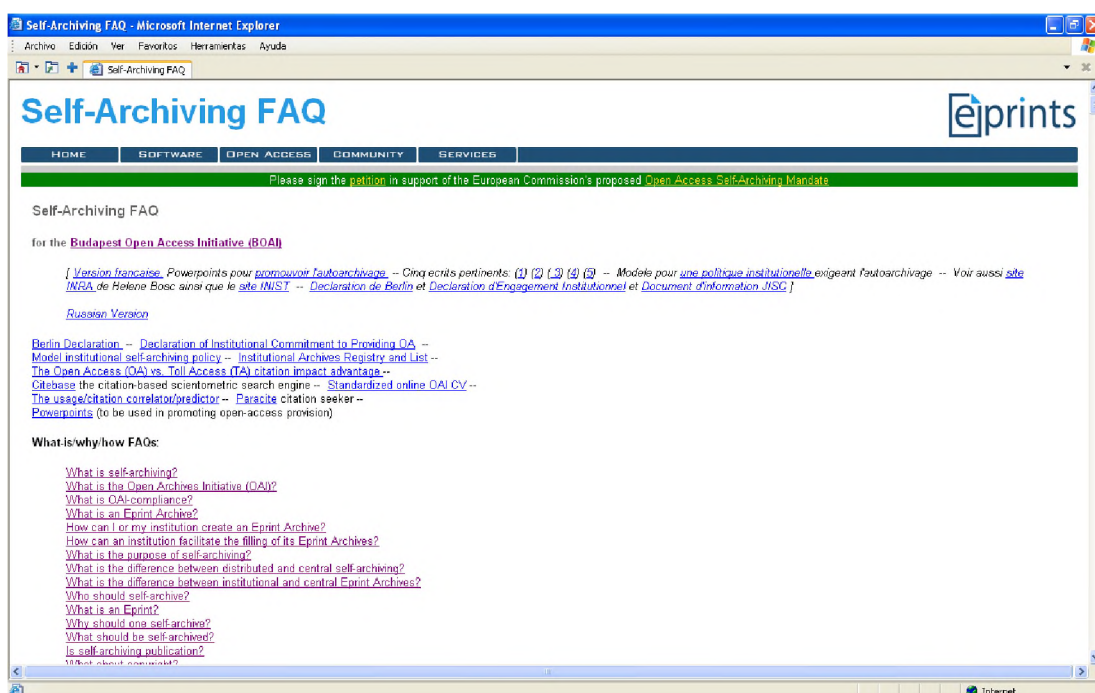 Self-Archiving FAQ - Microsoft Internet Explorer
Archivo Edición Ver Favoritos Herramientas Ayuda
Self-Archiving FAQ
Self-Archiving FAQ
eprints
HOME SOFTWARE OPEN ACCESS COMMUNITY SERVICES
Please sign the petition in support of the European Commission's proposed Open Access Self-Archiving Mandate
Self-Archiving FAQ
for the Budapest Open Access Initiative (BOAI)
[ Version francaise. Powerpoints pour promouvoir l'autoarchivage -- Cinq ecrits pertinents: (1) (2) (3) (4) (5) -- Modele pour une politique institutionelle exigeant l'autoarchivage -- Voir aussi site
INRA de Helene Bosc ainsi que le site INIST -- Declaration de Berlin et Declaration d'Engagement Institutionnel et Document d'information JISC ]
Russian Version
Berlin Declaration -- Declaration of Institutional Commitment to Providing OA --
Model institutional self-archiving policy -- Institutional Archives Registry and List --
The Open Access (OA) vs. Toll Access (TA) citation impact advantage --
Citebase the citation-based scientometric search engine -- Standardized online OAI CV --
The usage/citation correlator/predictor -- Paracite citation seeker --
Powerpoints (to be used in promoting open-access provision)
What-is/why/how FAQs:
What is self-archiving?
What is the Open Archives Initiative (OAI)?
What is OAI-compliance?
What is an Eprint Archive?
How can I or my institution create an Eprint Archive?
How can an institution facilitate the filling of its Eprint Archives?
What is the purpose of self-archiving?
What is the difference between distributed and central self-archiving?
What is the difference between institutional and central Eprint Archives?
Who should self-archive?
What is an Eprint?
Why should one self-archive?
What should be self-archived?
Is self-archiving publication?
What about copyright?
Internet